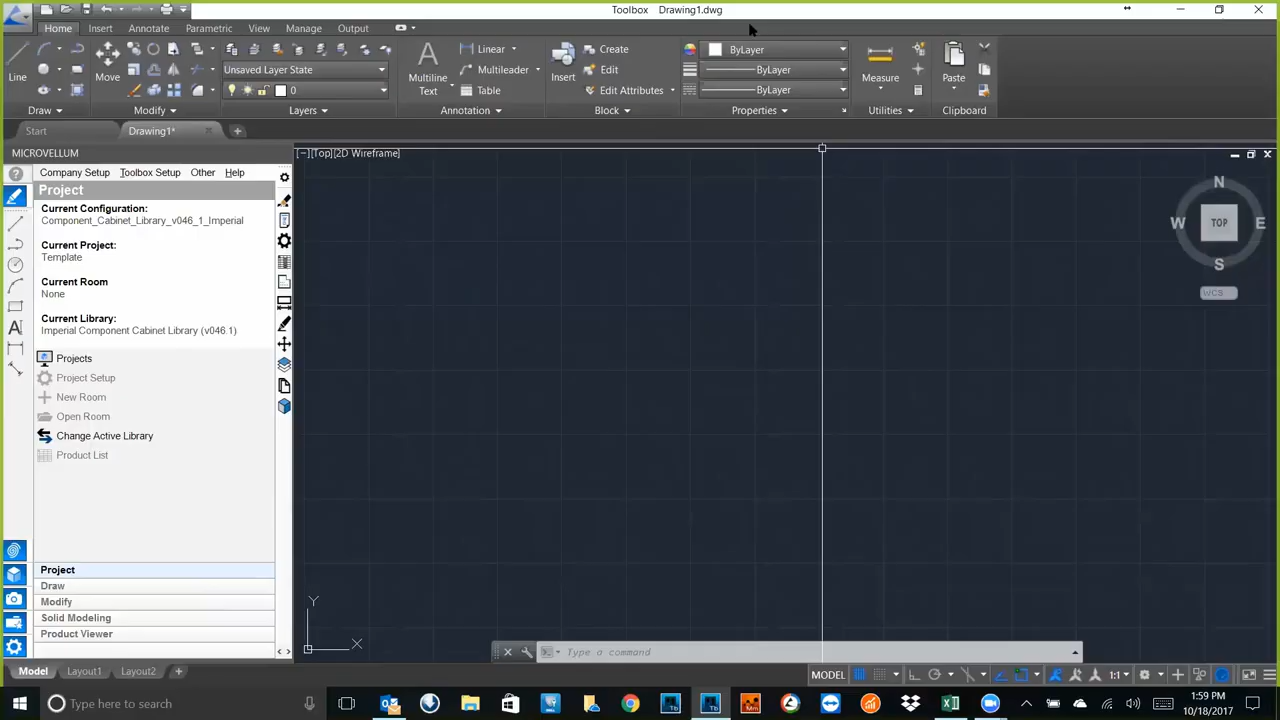 Toolbox Drawing1.dwg
Home Insert Annotate Parametric View Manage Output
Line
Move
Multiline
Text
Linear
Multileader
Table
Unsaved Layer State
0
Insert
Create
Edit
Edit Attributes
ByLayer
ByLayer
ByLayer
Measure
Paste
Draw Modify Layers Annotation Block Properties Utilities Clipboard
Start Drawing1*
MICROVELLUM
[−][Top][2D Wireframe]
Company Setup Toolbox Setup Other Help
Project
Current Configuration:
Component_Cabinet_Library_v046_1_Imperial
Current Project:
Template
Current Room
None
Current Library:
Imperial Component Cabinet Library (v046.1)
Projects
Project Setup
New Room
Open Room
Change Active Library
Product List
N
W TOP E
S
WCS
Project
Draw
Modify
Solid Modeling
Product Viewer
Y
X
Type a command
Model Layout1 Layout2 +
MODEL 1:1
Type here to search
1:59 PM
10/18/2017